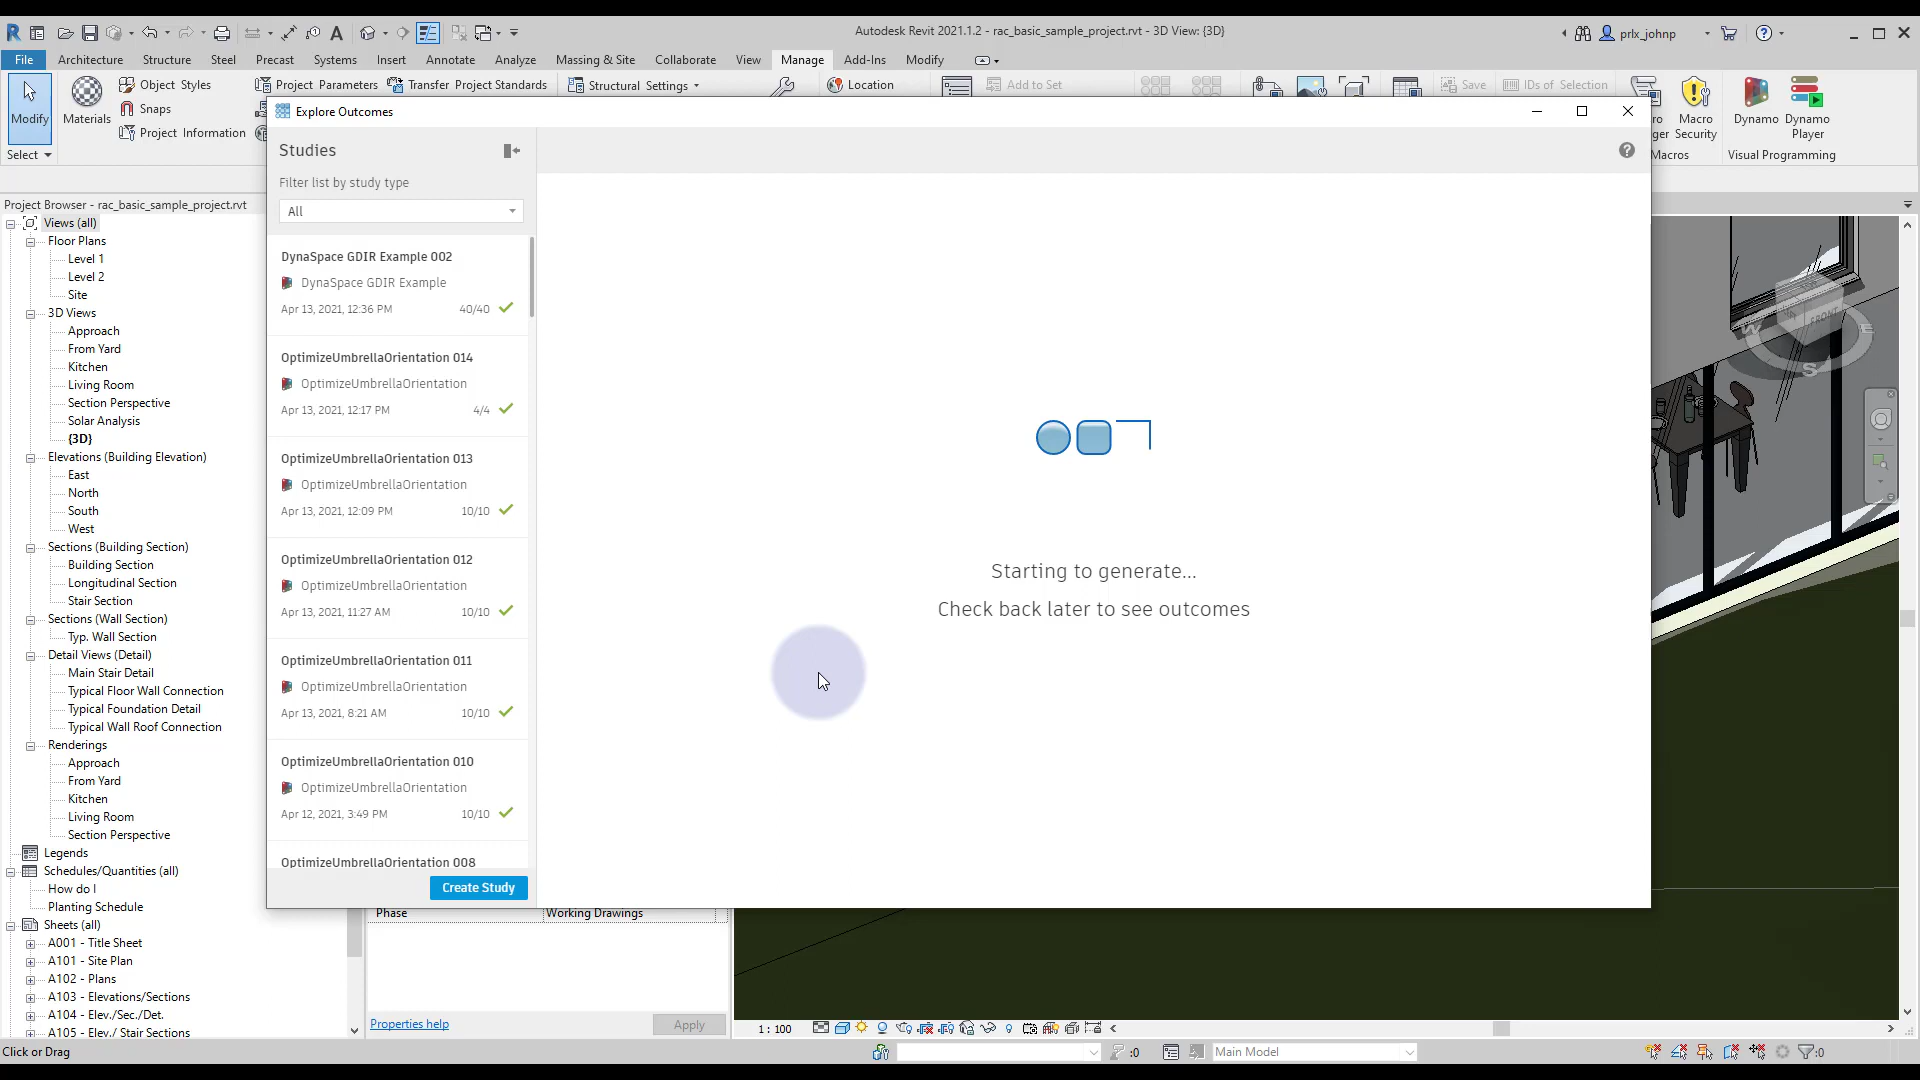 Autodesk Revit 2021.1.2 - rac_basic_sample_project.rvt - 3D View: {3D}
prlx_johnp
File
Architecture
Structure
Steel
Precast
Systems
Insert
Annotate
Analyze
Massing & Site
Collaborate
View
Manage
Add-Ins
Modify
Modify
Select
Materials
Object Styles
Snaps
Project Information
Project Parameters
Transfer Project Standards
Structural Settings
Location
Add to Set
Save
IDs of Selection
Macro Security
Macros
Dynamo
Dynamo Player
Visual Programming
Explore Outcomes
Studies
Filter list by study type
All
DynaSpace GDIR Example 002
DynaSpace GDIR Example
Apr 13, 2021, 12:36 PM 40/40
OptimizeUmbrellaOrientation 014
OptimizeUmbrellaOrientation
Apr 13, 2021, 12:17 PM 4/4
OptimizeUmbrellaOrientation 013
OptimizeUmbrellaOrientation
Apr 13, 2021, 12:09 PM 10/10
OptimizeUmbrellaOrientation 012
OptimizeUmbrellaOrientation
Apr 13, 2021, 11:27 AM 10/10
OptimizeUmbrellaOrientation 011
OptimizeUmbrellaOrientation
Apr 13, 2021, 8:21 AM 10/10
OptimizeUmbrellaOrientation 010
OptimizeUmbrellaOrientation
Apr 12, 2021, 3:49 PM 10/10
OptimizeUmbrellaOrientation 008
Create Study
Starting to generate...
Check back later to see outcomes
Project Browser - rac_basic_sample_project.rvt
Views (all)
Floor Plans
Level 1
Level 2
Site
3D Views
Approach
From Yard
Kitchen
Living Room
Section Perspective
Solar Analysis
{3D}
Elevations (Building Elevation)
East
North
South
West
Sections (Building Section)
Building Section
Longitudinal Section
Stair Section
Sections (Wall Section)
Typ. Wall Section
Detail Views (Detail)
Main Stair Detail
Typical Floor Wall Connection
Typical Foundation Detail
Typical Wall Roof Connection
Renderings
Approach
From Yard
Kitchen
Living Room
Section Perspective
Legends
Schedules/Quantities (all)
How do I
Planting Schedule
Sheets (all)
A001 - Title Sheet
A101 - Site Plan
A102 - Plans
A103 - Elevations/Sections
A104 - Elev./Sec./Det.
A105 - Elev./ Stair Sections
Phase Working Drawings
Properties help
Apply
FRONT
W
E
S
1 : 100
Click or Drag
:0
Main Model
:0